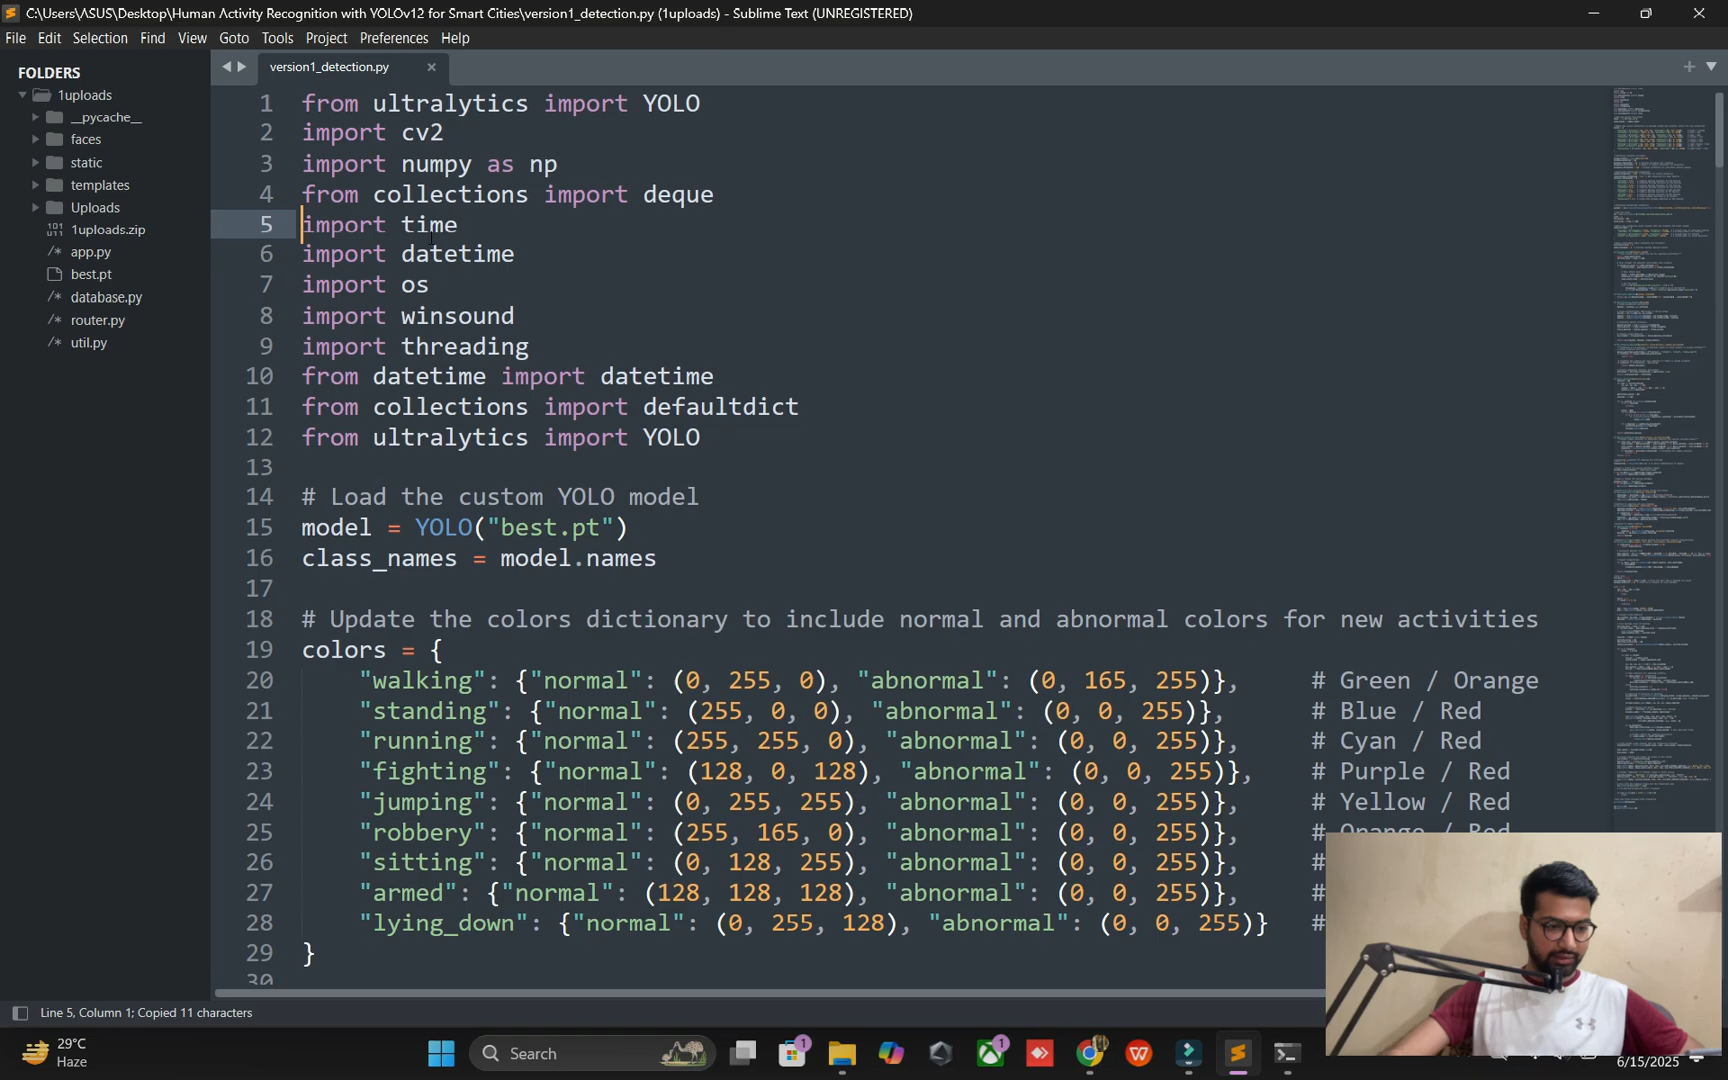 C:\Users\ASUS\Desktop\Human Activity Recognition with YOLOv12 for Smart Cities\version1_detection.py (1uploads) - Sublime Text (UNREGISTERED)
File Edit Selection Find View Goto Tools Project Preferences Help
FOLDERS
1uploads
__pycache__
faces
static
templates
Uploads
1uploads.zip
/* app.py
best.pt
/* database.py
/* router.py
/* util.py
version1_detection.py
1 from ultralytics import YOLO
2 import cv2
3 import numpy as np
4 from collections import deque
5 import time
6 import datetime
7 import os
8 import winsound
9 import threading
10 from datetime import datetime
11 from collections import defaultdict
12 from ultralytics import YOLO
13
14 # Load the custom YOLO model
15 model = YOLO("best.pt")
16 class_names = model.names
17
18 # Update the colors dictionary to include normal and abnormal colors for new activities
19 colors = {
20 "walking": {"normal": (0, 255, 0), "abnormal": (0, 165, 255)}, # Green / Orange
21 "standing": {"normal": (255, 0, 0), "abnormal": (0, 0, 255)}, # Blue / Red
22 "running": {"normal": (255, 255, 0), "abnormal": (0, 0, 255)}, # Cyan / Red
23 "fighting": {"normal": (128, 0, 128), "abnormal": (0, 0, 255)}, # Purple / Red
24 "jumping": {"normal": (0, 255, 255), "abnormal": (0, 0, 255)}, # Yellow / Red
25 "robbery": {"normal": (255, 165, 0), "abnormal": (0, 0, 255)}, # Orange / Red
26 "sitting": {"normal": (0, 128, 255), "abnormal": (0, 0, 255)}, #
27 "armed": {"normal": (128, 128, 128), "abnormal": (0, 0, 255)}, #
28 "lying_down": {"normal": (0, 255, 128), "abnormal": (0, 0, 255)} #
29 }
30
Line 5, Column 1; Copied 11 characters
29°C
Haze
Search
1
1
6/15/2025